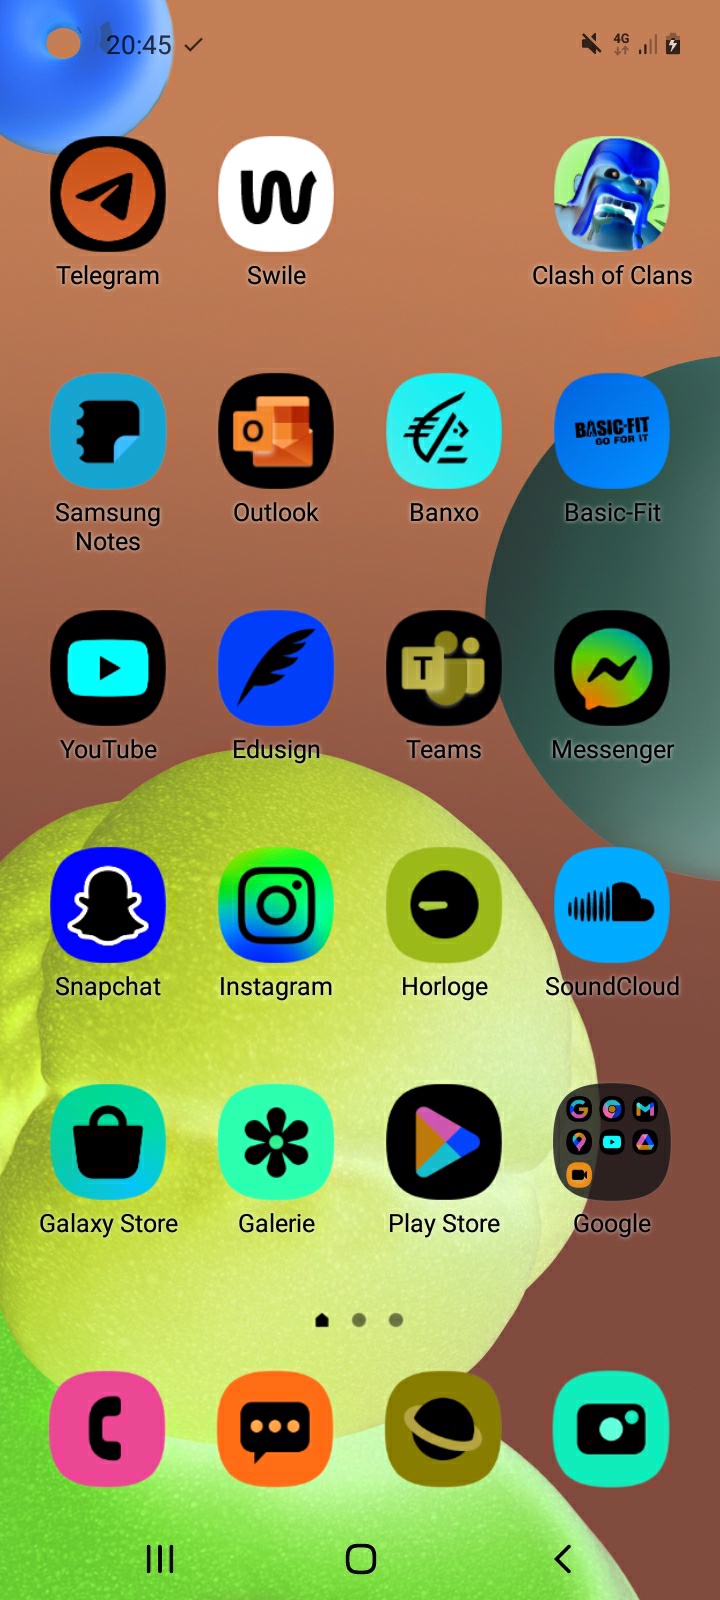 20:45
4G
Telegram
Swile
Clash of Clans
BASIC-FIT
GO FOR IT
Samsung
Notes
Outlook
Banxo
Basic-Fit
YouTube
Edusign
Teams
Messenger
Snapchat
Instagram
Horloge
SoundCloud
Galaxy Store
Galerie
Play Store
Google